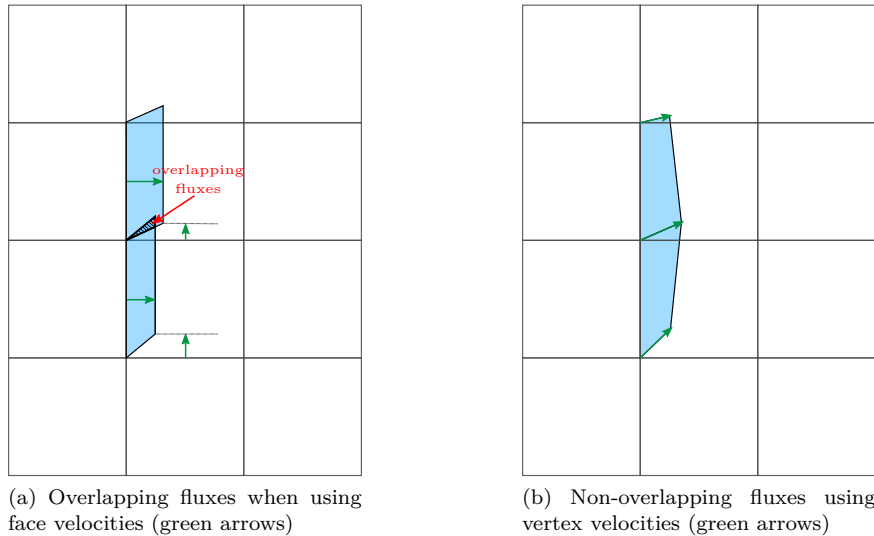 overlapping
fluxes
(a) Overlapping fluxes when using
face velocities (green arrows)
(b) Non-overlapping fluxes using
vertex velocities (green arrows)